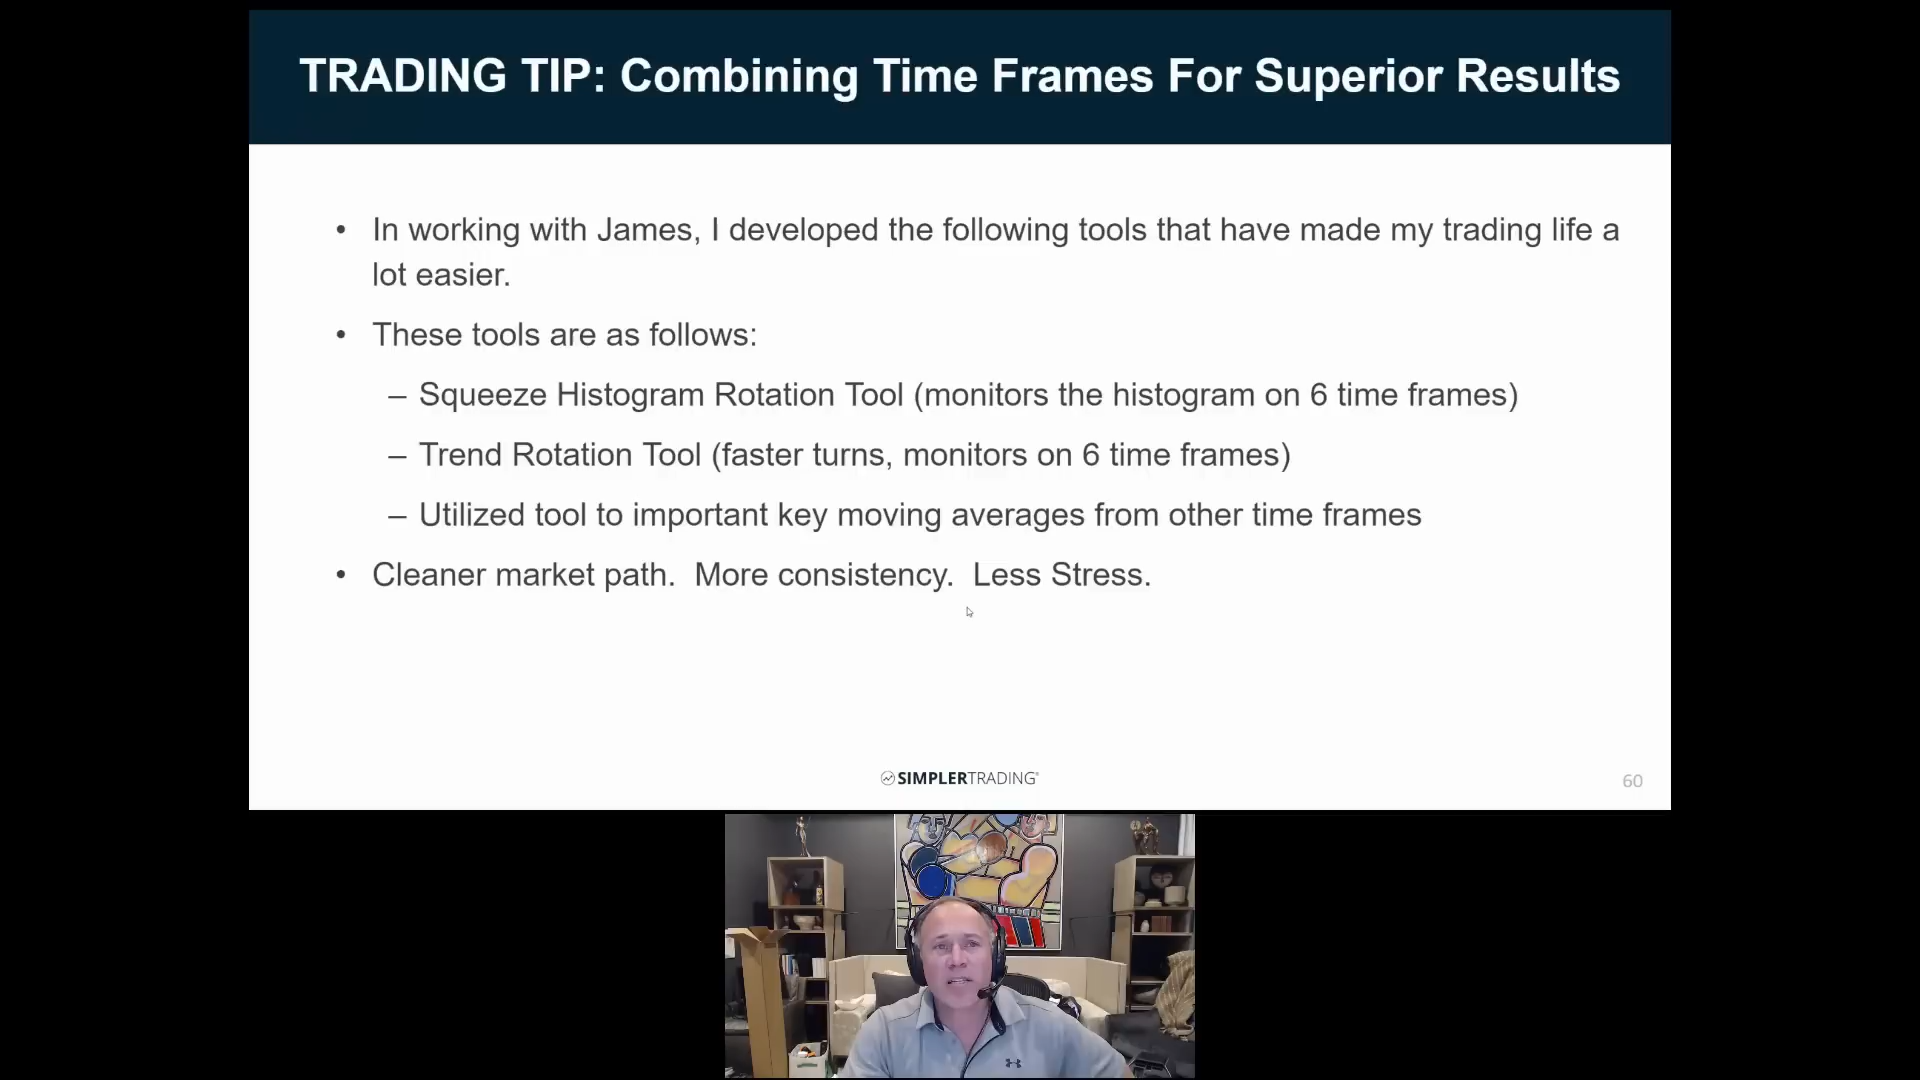 TRADING TIP: Combining Time Frames For Superior Results
• In working with James, I developed the following tools that have made my trading life a
lot easier.
• These tools are as follows:
– Squeeze Histogram Rotation Tool (monitors the histogram on 6 time frames)
– Trend Rotation Tool (faster turns, monitors on 6 time frames)
– Utilized tool to important key moving averages from other time frames
• Cleaner market path.  More consistency.  Less Stress.
SIMPLERTRADING®
60